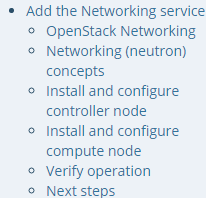 Add the Networking service
OpenStack Networking
Networking (neutron)
concepts
Install and configure
controller node
Install and configure
compute node
Verify operation
Next steps